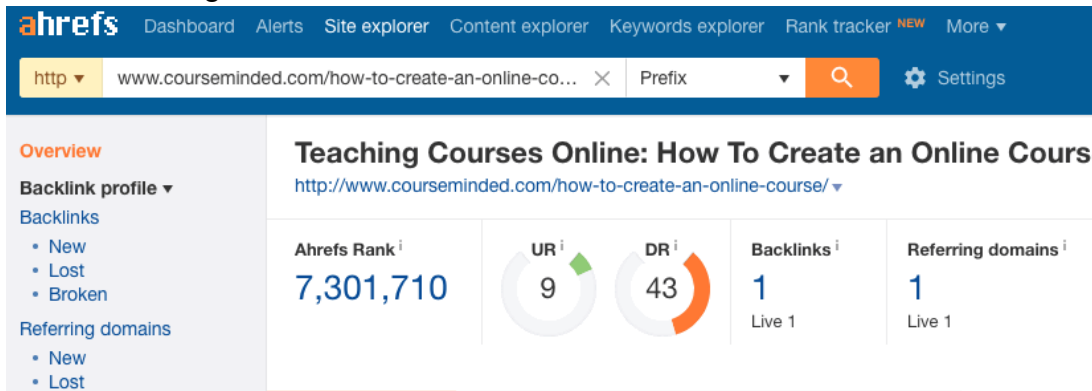 ahrefs Dashboard Alerts Site explorer Content explorer Keywords explorer Rank tracker NEW More ▾
http ▾ www.courseminded.com/how-to-create-an-online-co... × Prefix ▾ Settings
Overview
Backlink profile ▾
Backlinks
• New
• Lost
• Broken
Referring domains
• New
• Lost
Teaching Courses Online: How To Create an Online Cours
http://www.courseminded.com/how-to-create-an-online-course/ ▾
Ahrefs Rank i UR i DR i Backlinks i Referring domains i
7,301,710 9 43 1 1
Live 1 Live 1